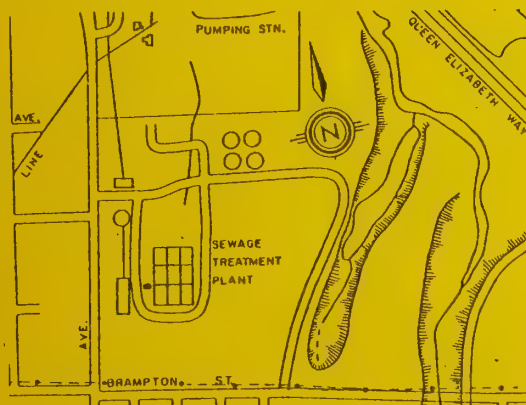 PUMPING STN.
QUEEN ELIZABETH WAY
AVE.
LINE
N
SEWAGE
TREATMENT
PLANT
AVE.
BRAMPTON ST.